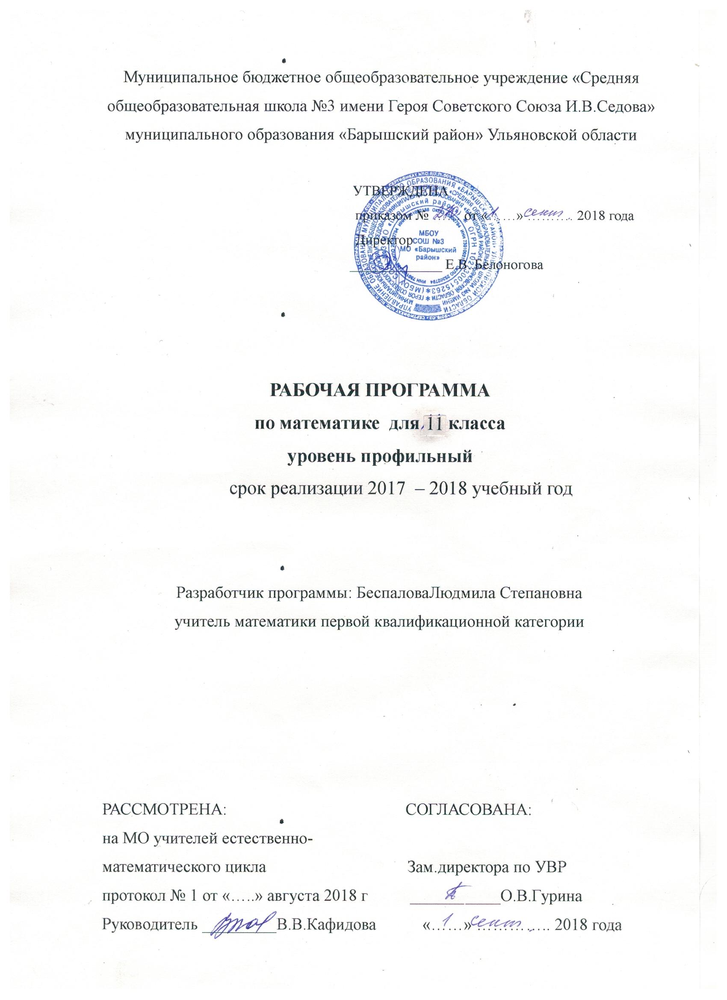 Муниципальное бюджетное общеобразовательное учреждение «Средняя
общеобразовательная школа №3 имени Героя Советского Союза И.В.Седова»
муниципального образования «Барышский район» Ульяновской области
УТВЕРЖДЕНА
приказом № от «1» сент 2018 года
Директор
Е.В. Белоногова
МБОУ
СОШ №3
МО «Барышский
район»
РАБОЧАЯ ПРОГРАММА
по математике для 11 класса
уровень профильный
срок реализации 2017 – 2018 учебный год
Разработчик программы: БеспаловаЛюдмила Степановна
учитель математики первой квалификационной категории
РАССМОТРЕНА:
на МО учителей естественно-
математического цикла
протокол № 1 от «…..» августа 2018 г
Руководитель _________В.В.Кафидова
СОГЛАСОВАНА:
Зам.директора по УВР
___________О.В.Гурина
«1» сент 2018 года